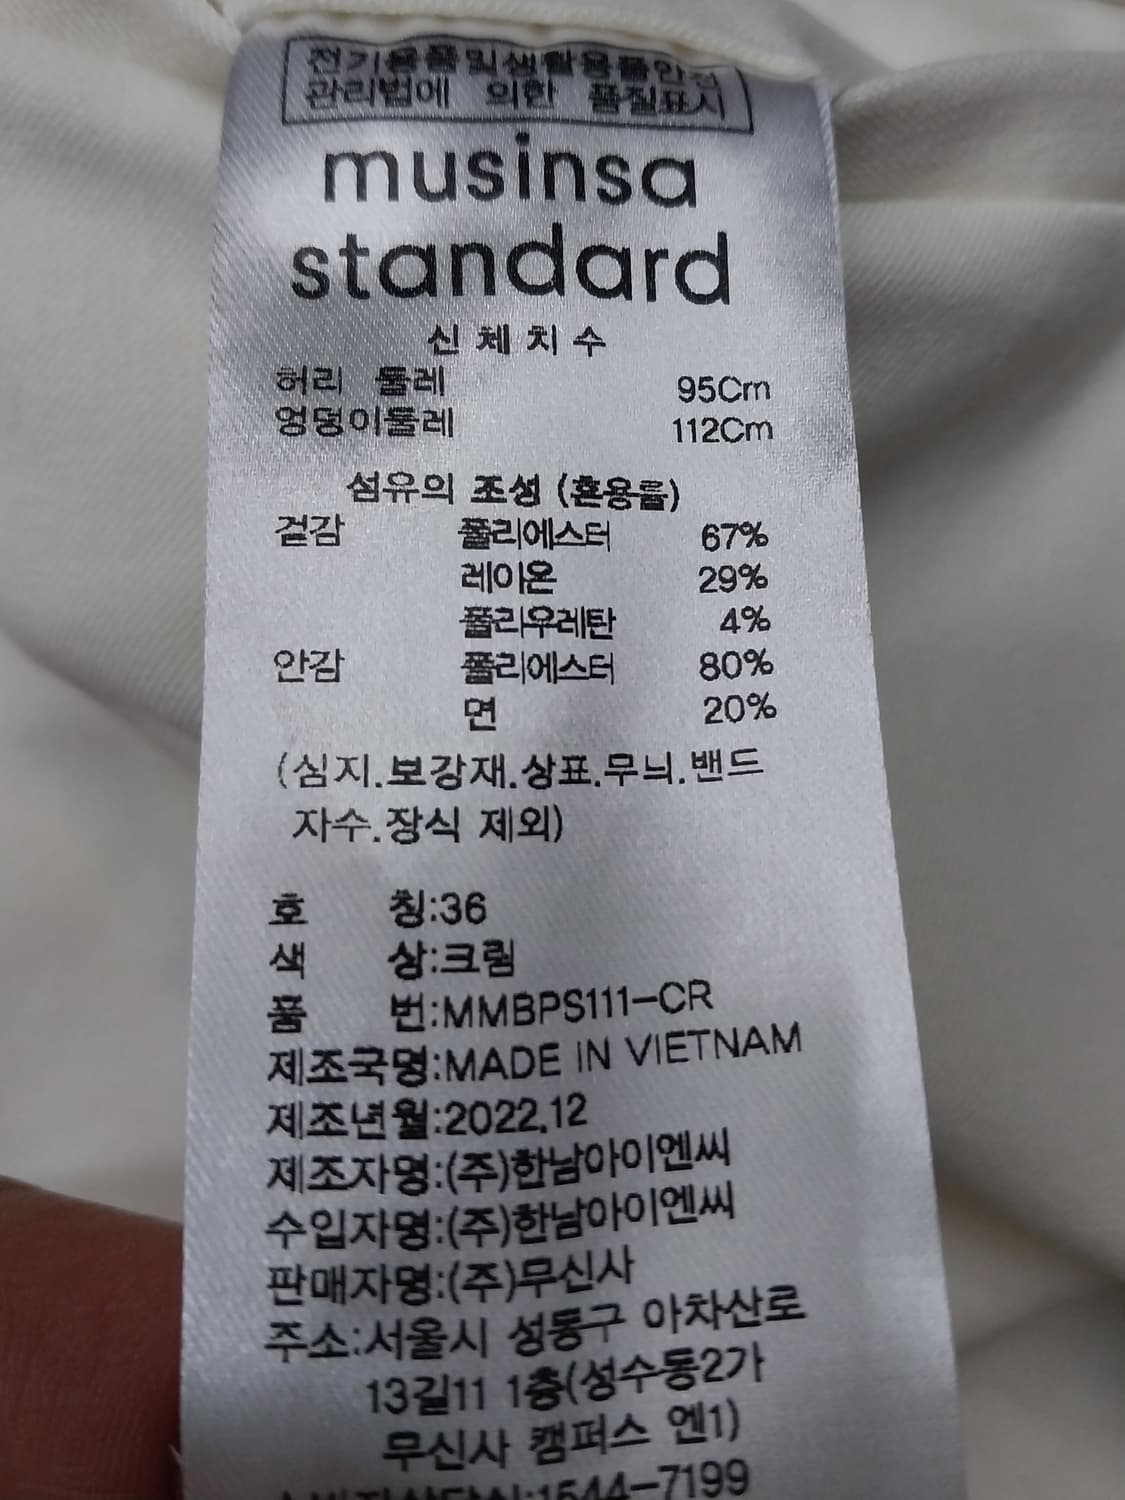 전기용품및생활용품안전
관리법에 의한 품질표시
musinsa
standard
신체치수
허리 둘레 95Cm
엉덩이둘레 112Cm
섬유의 조성 (혼용률)
겉감 폴리에스터 67%
레이온 29%
폴리우레탄 4%
안감 폴리에스터 80%
면 20%
(심지.보강재.상표.무늬.밴드
자수.장식 제외)
호 칭:36
색 상:크림
품 번:MMBPS111-CR
제조국명:MADE IN VIETNAM
제조년월:2022.12
제조자명:(주)한남아이엔씨
수입자명:(주)한남아이엔씨
판매자명:(주)무신사
주소:서울시 성동구 아차산로
13길11 1층(성수동2가
무신사 캠퍼스 엔1)
1544-7199